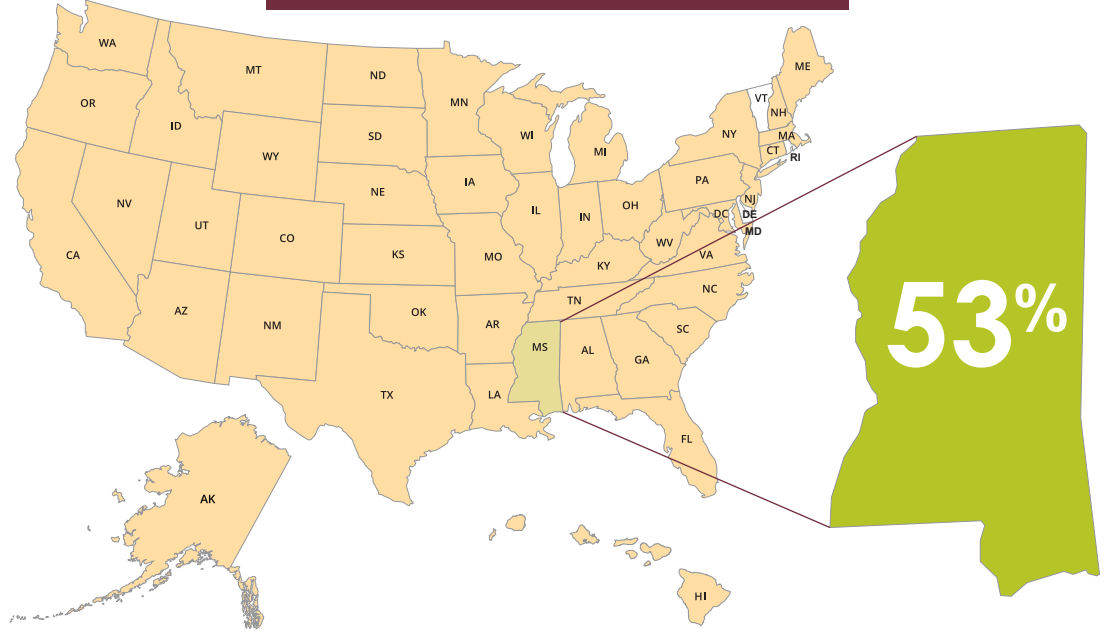 WA
MT
ND
MN
ME
VT
NH
OR
ID
SD
WI
NY
MA
WY
MI
CT
RI
NE
IA
PA
NV
UT
CO
IL
IN
OH
NJ
DC
DE
MD
CA
KS
MO
KY
WV
VA
AZ
NM
OK
AR
TN
NC
SC
MS
AL
GA
TX
LA
FL
53%
AK
HI